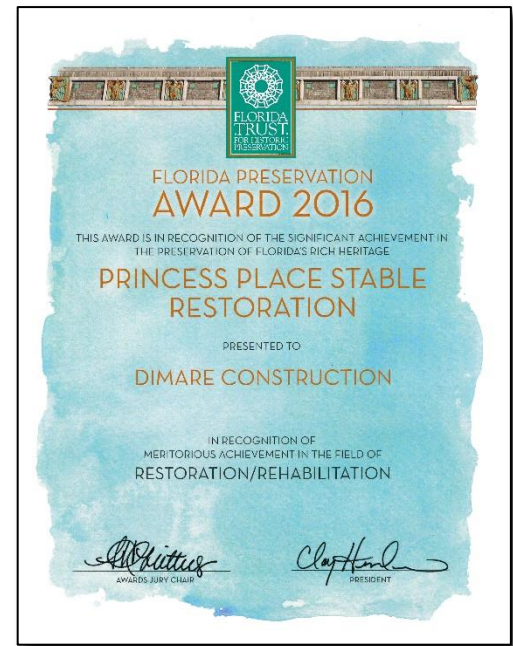 FLORIDA
TRUST
FOR HISTORIC
PRESERVATION
FLORIDA PRESERVATION
AWARD 2016
THIS AWARD IS IN RECOGNITION OF THE SIGNIFICANT ACHIEVEMENT IN
THE PRESERVATION OF FLORIDA'S RICH HERITAGE
PRINCESS PLACE STABLE
RESTORATION
PRESENTED TO
DIMARE CONSTRUCTION
IN RECOGNITION OF
MERITORIOUS ACHIEVEMENT IN THE FIELD OF
RESTORATION/REHABILITATION
AWARDS JURY CHAIR
PRESIDENT